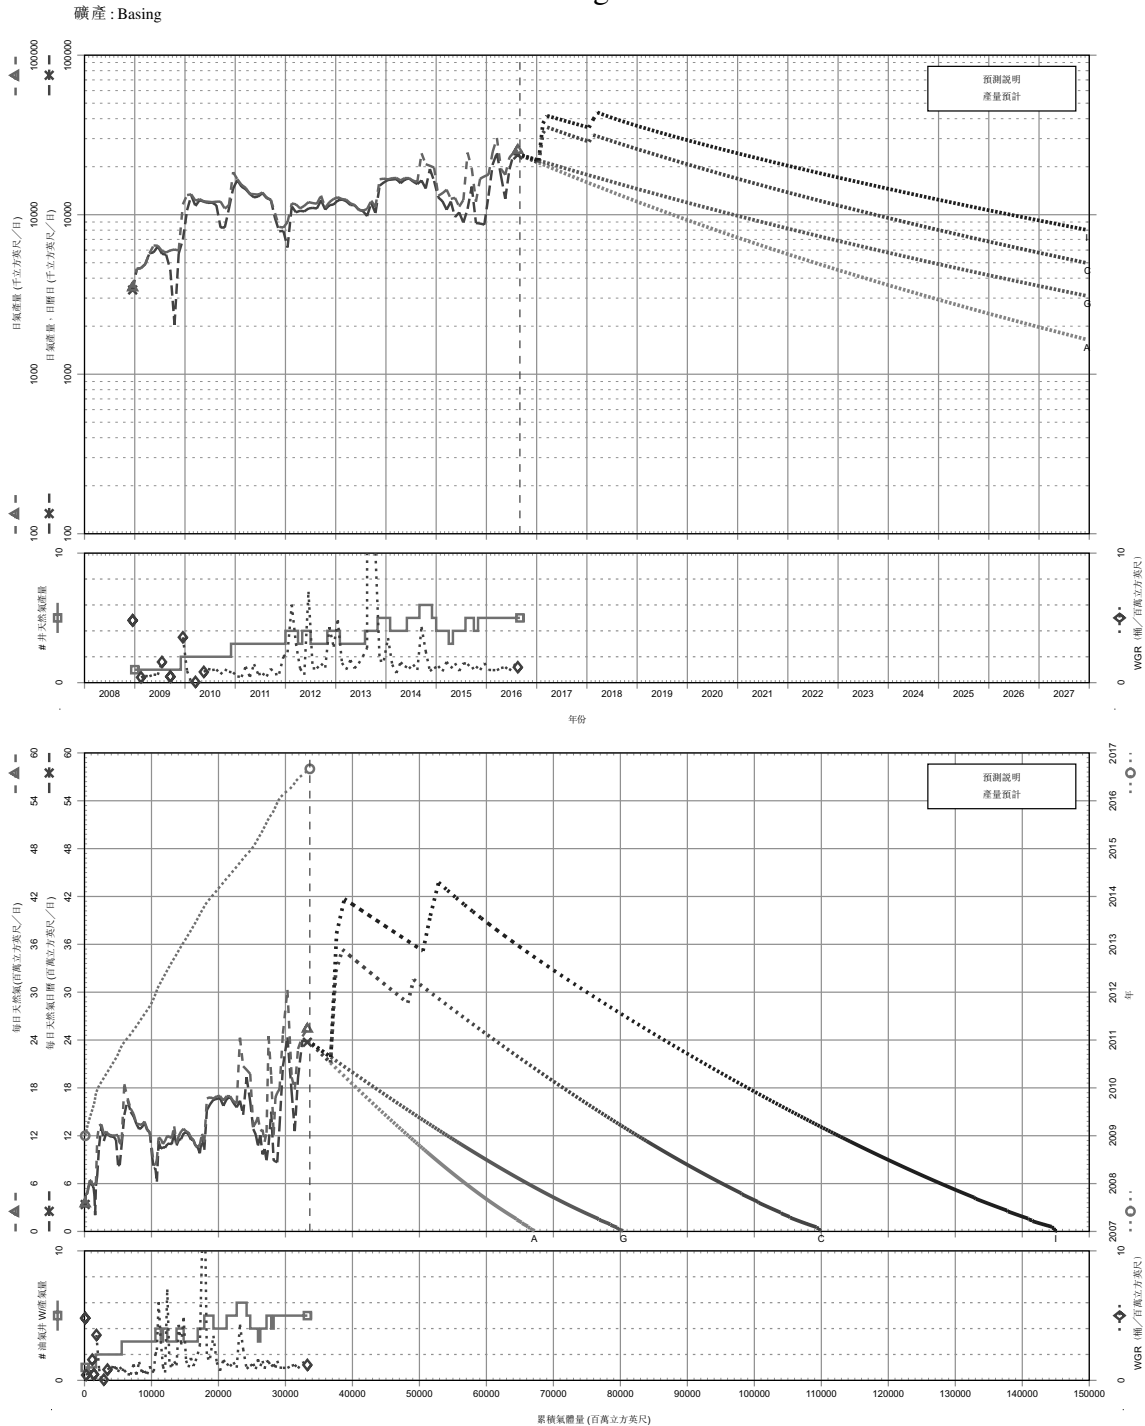 礦產 : Basing
100000
100000
預測說明
產量預計
10000
10000
日氣產量 (千立方英尺／日)
日氣產量，日曆日 (千立方英尺／日)
1000
1000
100
100
I
C
G
A
10
0
# 井天然氣產量
10
0
WGR (桶／百萬立方英尺)
2008 2009 2010 2011 2012 2013 2014 2015 2016 2017 2018 2019 2020 2021 2022 2023 2024 2025 2026 2027
年份
60 54 48 42 36 30 24 18 12 6 0
60 54 48 42 36 30 24 18 12 6 0
每日天然氣(百萬立方英尺／日)
每日天然氣日曆 (百萬立方英尺／日)
預測說明
產量預計
2017 2016 2015 2014 2013 2012 2011 2010 2009 2008 2007
年
A G C I
10
0
# 油氣井 W/產氣量
10
0
WGR (桶／百萬立方英尺)
0 10000 20000 30000 40000 50000 60000 70000 80000 90000 100000 110000 120000 130000 140000 150000
累積氣體量 (百萬立方英尺)